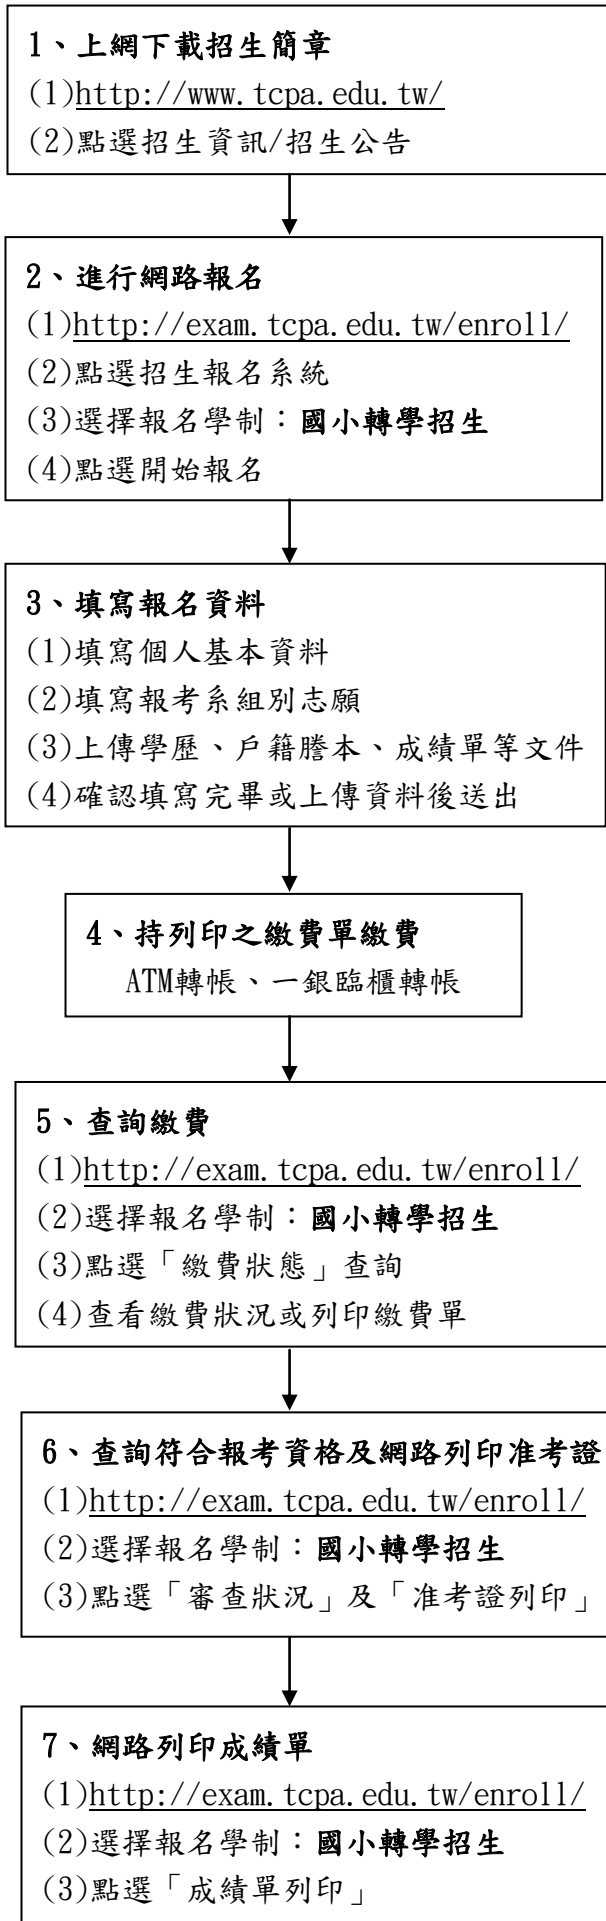 1、上網下載招生簡章
(1)http://www.tcpa.edu.tw/
(2)點選招生資訊/招生公告
2、進行網路報名
(1)http://exam.tcpa.edu.tw/enroll/
(2)點選招生報名系統
(3)選擇報名學制：國小轉學招生
(4)點選開始報名
3、填寫報名資料
(1)填寫個人基本資料
(2)填寫報考系組別志願
(3)上傳學歷、戶籍謄本、成績單等文件
(4)確認填寫完畢或上傳資料後送出
4、持列印之繳費單繳費
ATM轉帳、一銀臨櫃轉帳
5、查詢繳費
(1)http://exam.tcpa.edu.tw/enroll/
(2)選擇報名學制：國小轉學招生
(3)點選「繳費狀態」查詢
(4)查看繳費狀況或列印繳費單
6、查詢符合報考資格及網路列印准考證
(1)http://exam.tcpa.edu.tw/enroll/
(2)選擇報名學制：國小轉學招生
(3)點選「審查狀況」及「准考證列印」
7、網路列印成績單
(1)http://exam.tcpa.edu.tw/enroll/
(2)選擇報名學制：國小轉學招生
(3)點選「成績單列印」